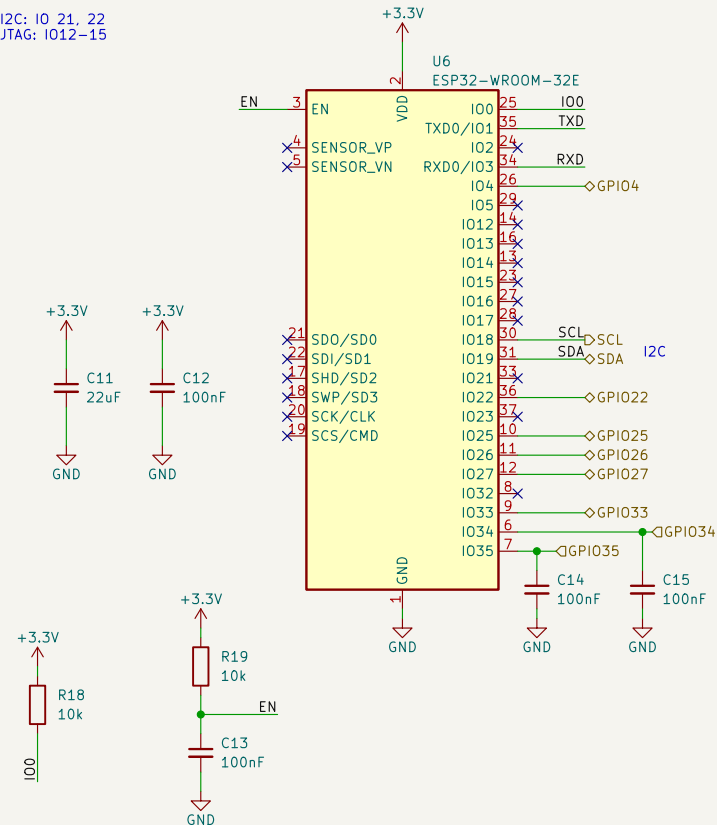 I2C: IO 21, 22
JTAG: IO12-15
+3.3V
U6
ESP32-WROOM-32E
2
VDD
EN
3
EN
IO0
25
IO0
TXD0/IO1
35
TXD
4
SENSOR_VP
IO2
24
5
SENSOR_VN
RXD0/IO3
34
RXD
IO4
26
GPIO4
IO5
29
IO12
14
IO13
16
IO14
13
IO15
23
IO16
27
IO17
28
+3.3V
+3.3V
21
SDO/SD0
IO18
30
SCL
SCL
22
SDI/SD1
IO19
31
SDA
SDA
I2C
17
SHD/SD2
IO21
33
C11
22uF
C12
100nF
18
SWP/SD3
IO22
36
GPIO22
20
SCK/CLK
IO23
37
19
SCS/CMD
IO25
10
GPIO25
IO26
11
GPIO26
GND
GND
IO27
12
GPIO27
IO32
8
IO33
9
GPIO33
IO34
6
GPIO34
IO35
7
GPIO35
GND
1
GND
C14
100nF
GND
C15
100nF
GND
+3.3V
R18
10k
IO0
+3.3V
R19
10k
EN
C13
100nF
GND